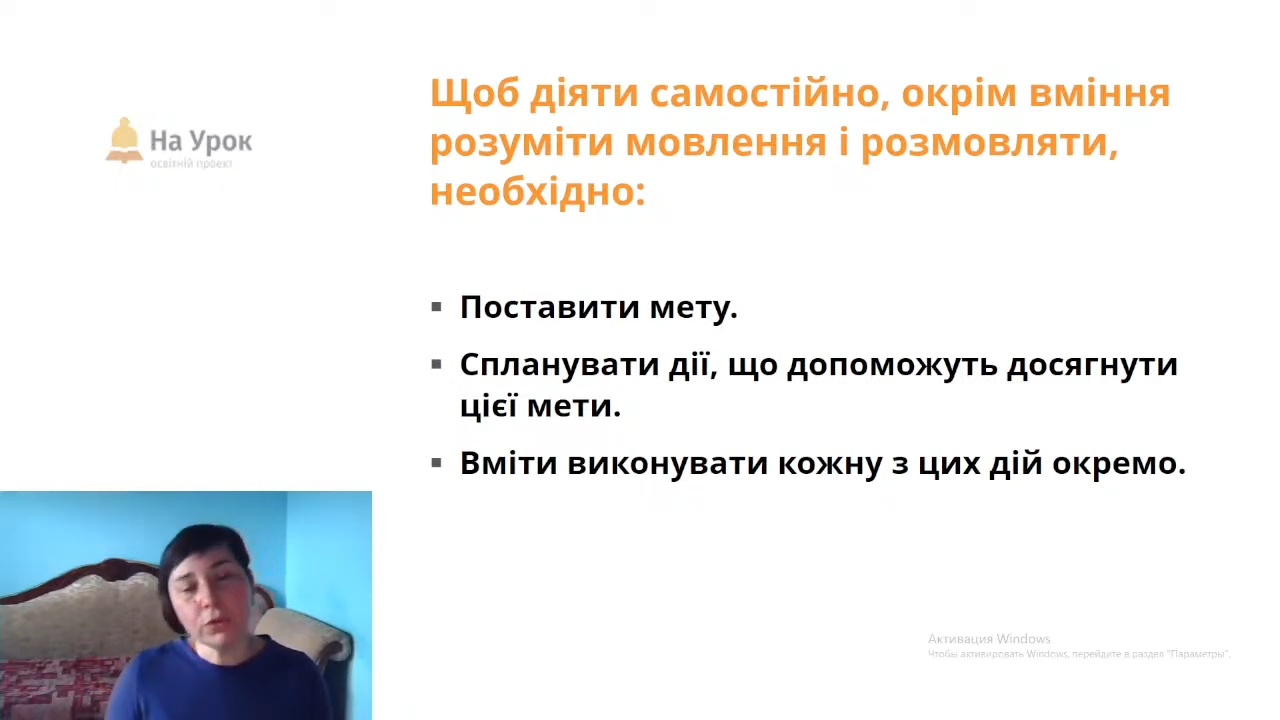 На Урок
освітній проект
Щоб діяти самостійно, окрім вміння
розуміти мовлення і розмовляти,
необхідно:
▪ Поставити мету.
▪ Спланувати дії, що допоможуть досягнути
цієї мети.
▪ Вміти виконувати кожну з цих дій окремо.
Активация Windows
Чтобы активировать Windows, перейдите в раздел "Параметры".